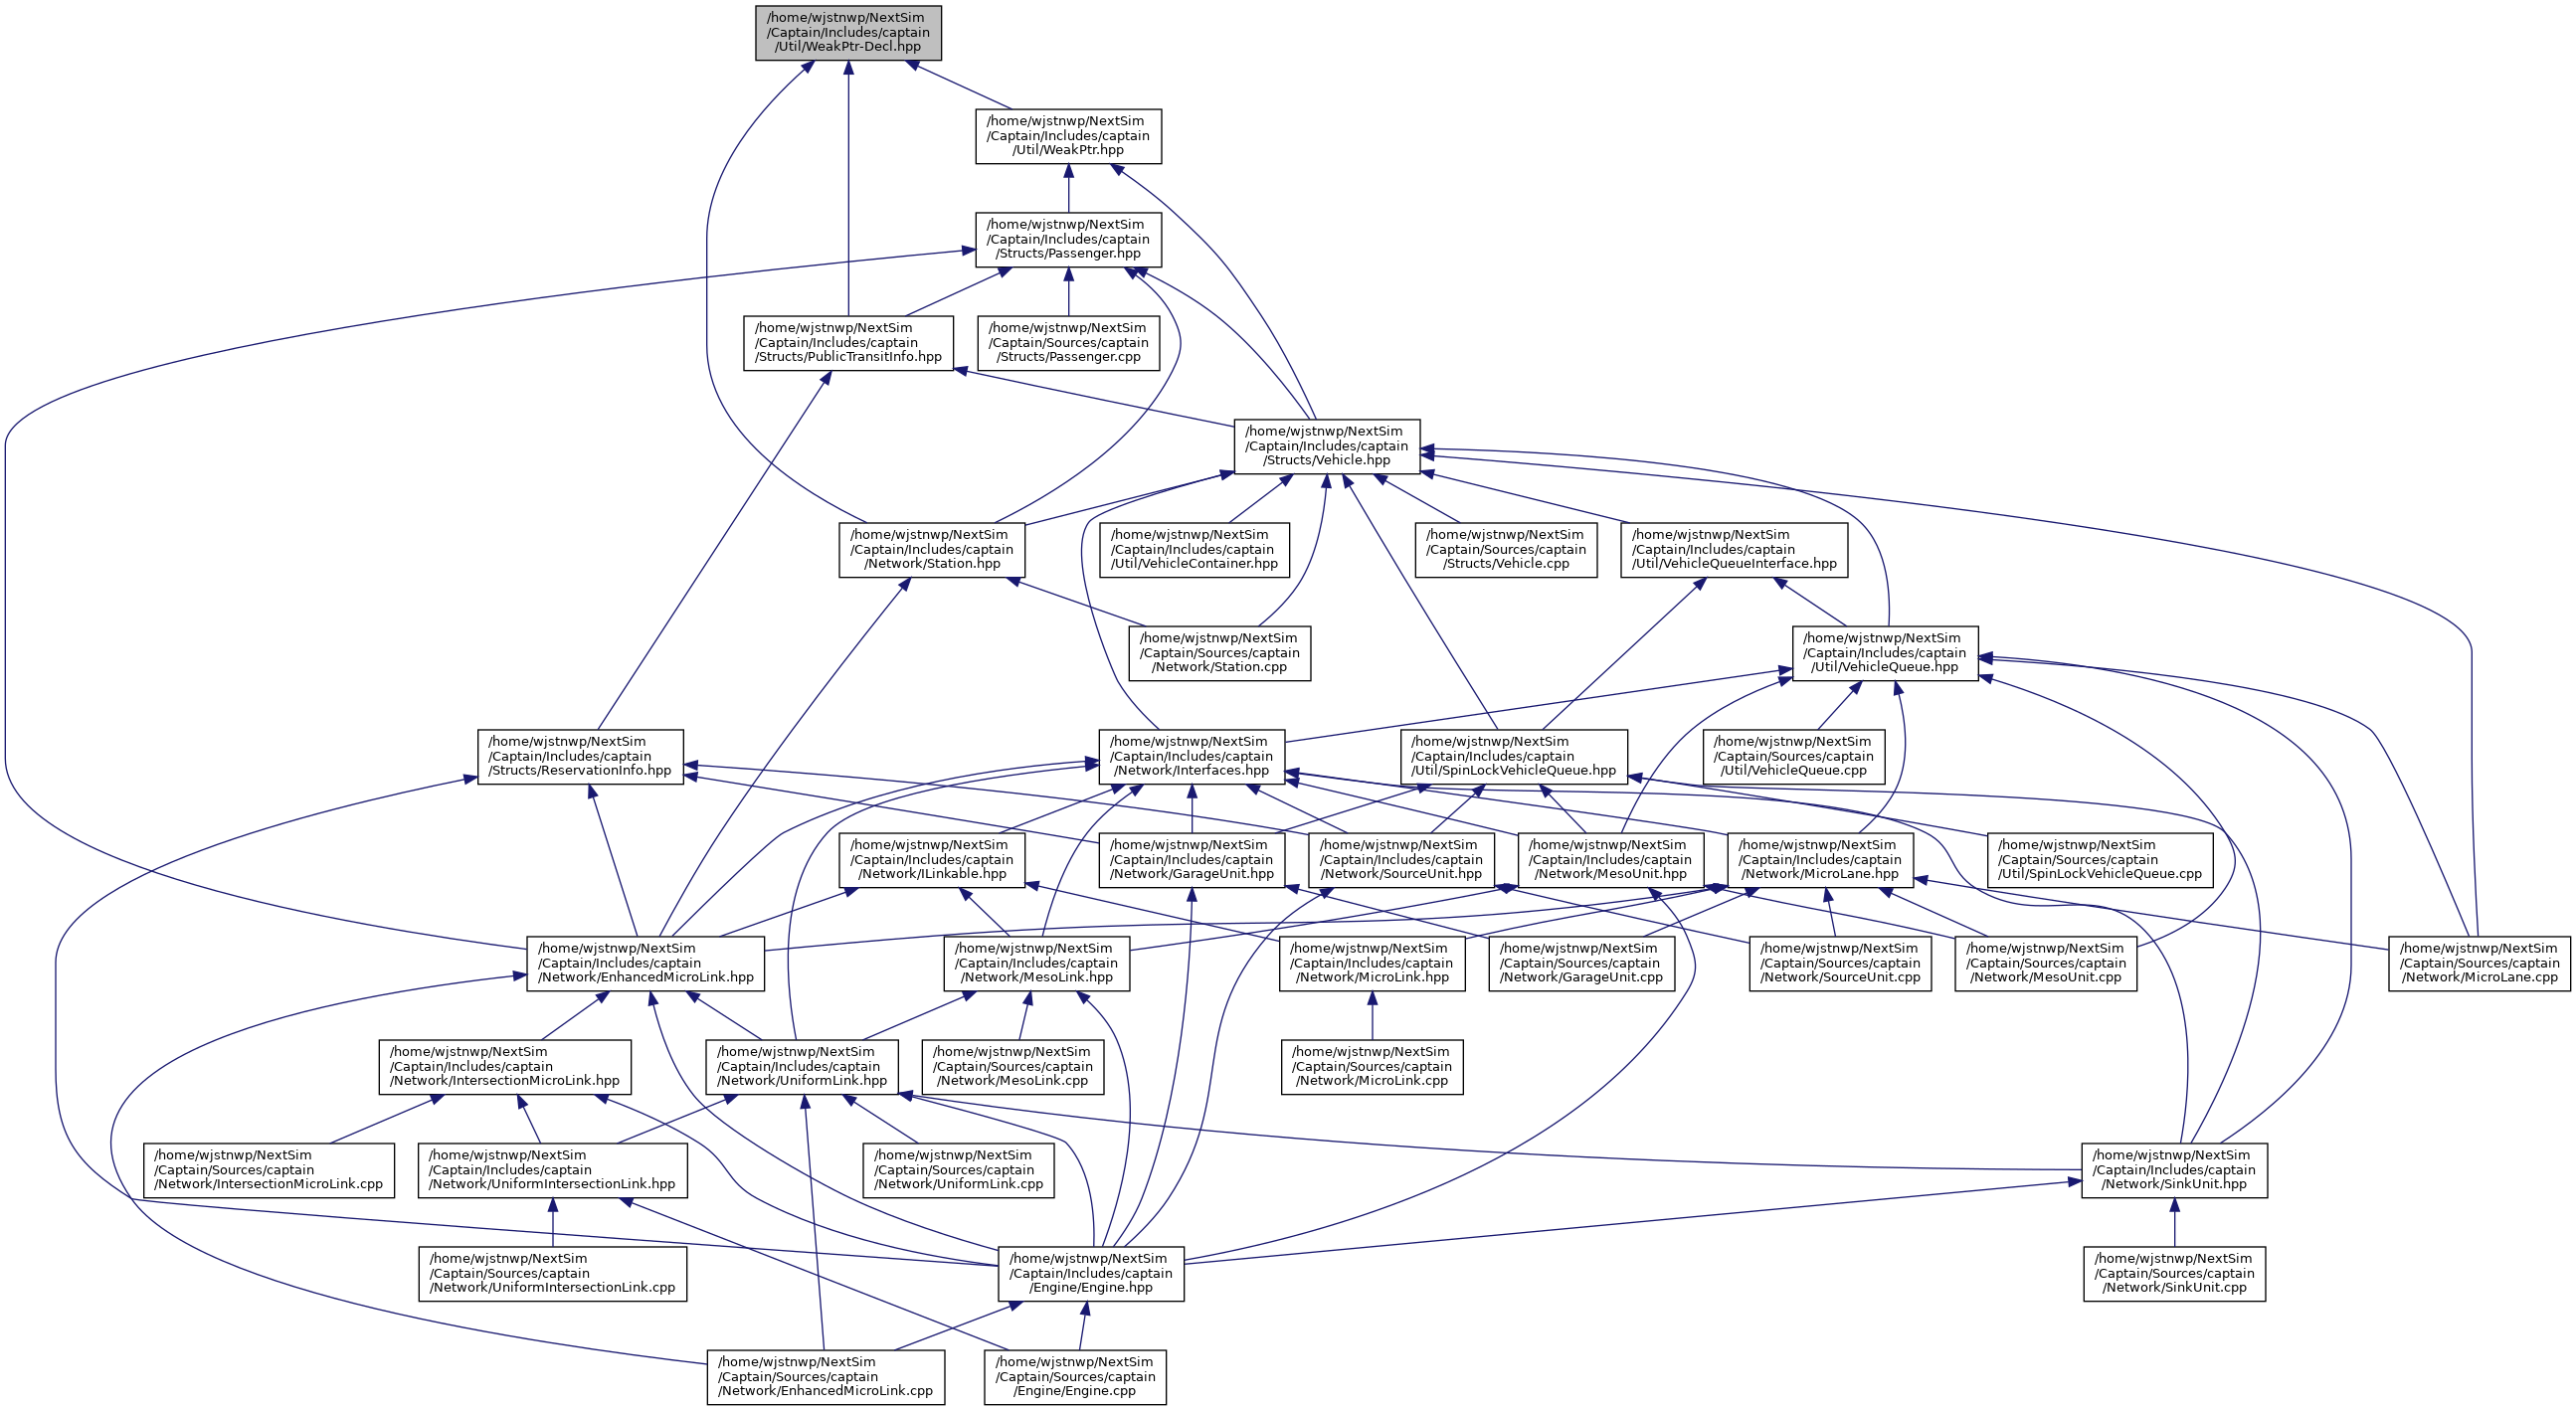 /home/wjstnwp/NextSim
/Captain/Includes/captain
/Util/WeakPtr-Decl.hpp
/home/wjstnwp/NextSim
/Captain/Includes/captain
/Util/WeakPtr.hpp
/home/wjstnwp/NextSim
/Captain/Includes/captain
/Structs/Passenger.hpp
/home/wjstnwp/NextSim
/Captain/Includes/captain
/Structs/PublicTransitInfo.hpp
/home/wjstnwp/NextSim
/Captain/Sources/captain
/Structs/Passenger.cpp
/home/wjstnwp/NextSim
/Captain/Includes/captain
/Structs/Vehicle.hpp
/home/wjstnwp/NextSim
/Captain/Includes/captain
/Network/Station.hpp
/home/wjstnwp/NextSim
/Captain/Includes/captain
/Util/VehicleContainer.hpp
/home/wjstnwp/NextSim
/Captain/Sources/captain
/Structs/Vehicle.cpp
/home/wjstnwp/NextSim
/Captain/Includes/captain
/Util/VehicleQueueInterface.hpp
/home/wjstnwp/NextSim
/Captain/Sources/captain
/Network/Station.cpp
/home/wjstnwp/NextSim
/Captain/Includes/captain
/Util/VehicleQueue.hpp
/home/wjstnwp/NextSim
/Captain/Includes/captain
/Structs/ReservationInfo.hpp
/home/wjstnwp/NextSim
/Captain/Includes/captain
/Network/Interfaces.hpp
/home/wjstnwp/NextSim
/Captain/Includes/captain
/Util/SpinLockVehicleQueue.hpp
/home/wjstnwp/NextSim
/Captain/Sources/captain
/Util/VehicleQueue.cpp
/home/wjstnwp/NextSim
/Captain/Includes/captain
/Network/ILinkable.hpp
/home/wjstnwp/NextSim
/Captain/Includes/captain
/Network/GarageUnit.hpp
/home/wjstnwp/NextSim
/Captain/Includes/captain
/Network/SourceUnit.hpp
/home/wjstnwp/NextSim
/Captain/Includes/captain
/Network/MesoUnit.hpp
/home/wjstnwp/NextSim
/Captain/Includes/captain
/Network/MicroLane.hpp
/home/wjstnwp/NextSim
/Captain/Sources/captain
/Util/SpinLockVehicleQueue.cpp
/home/wjstnwp/NextSim
/Captain/Includes/captain
/Network/EnhancedMicroLink.hpp
/home/wjstnwp/NextSim
/Captain/Includes/captain
/Network/MesoLink.hpp
/home/wjstnwp/NextSim
/Captain/Includes/captain
/Network/MicroLink.hpp
/home/wjstnwp/NextSim
/Captain/Sources/captain
/Network/GarageUnit.cpp
/home/wjstnwp/NextSim
/Captain/Sources/captain
/Network/SourceUnit.cpp
/home/wjstnwp/NextSim
/Captain/Sources/captain
/Network/MesoUnit.cpp
/home/wjstnwp/NextSim
/Captain/Sources/captain
/Network/MicroLane.cpp
/home/wjstnwp/NextSim
/Captain/Includes/captain
/Network/IntersectionMicroLink.hpp
/home/wjstnwp/NextSim
/Captain/Includes/captain
/Network/UniformLink.hpp
/home/wjstnwp/NextSim
/Captain/Sources/captain
/Network/MesoLink.cpp
/home/wjstnwp/NextSim
/Captain/Sources/captain
/Network/MicroLink.cpp
/home/wjstnwp/NextSim
/Captain/Sources/captain
/Network/IntersectionMicroLink.cpp
/home/wjstnwp/NextSim
/Captain/Includes/captain
/Network/UniformIntersectionLink.hpp
/home/wjstnwp/NextSim
/Captain/Sources/captain
/Network/UniformLink.cpp
/home/wjstnwp/NextSim
/Captain/Includes/captain
/Network/SinkUnit.hpp
/home/wjstnwp/NextSim
/Captain/Sources/captain
/Network/UniformIntersectionLink.cpp
/home/wjstnwp/NextSim
/Captain/Includes/captain
/Engine/Engine.hpp
/home/wjstnwp/NextSim
/Captain/Sources/captain
/Network/SinkUnit.cpp
/home/wjstnwp/NextSim
/Captain/Sources/captain
/Network/EnhancedMicroLink.cpp
/home/wjstnwp/NextSim
/Captain/Sources/captain
/Engine/Engine.cpp